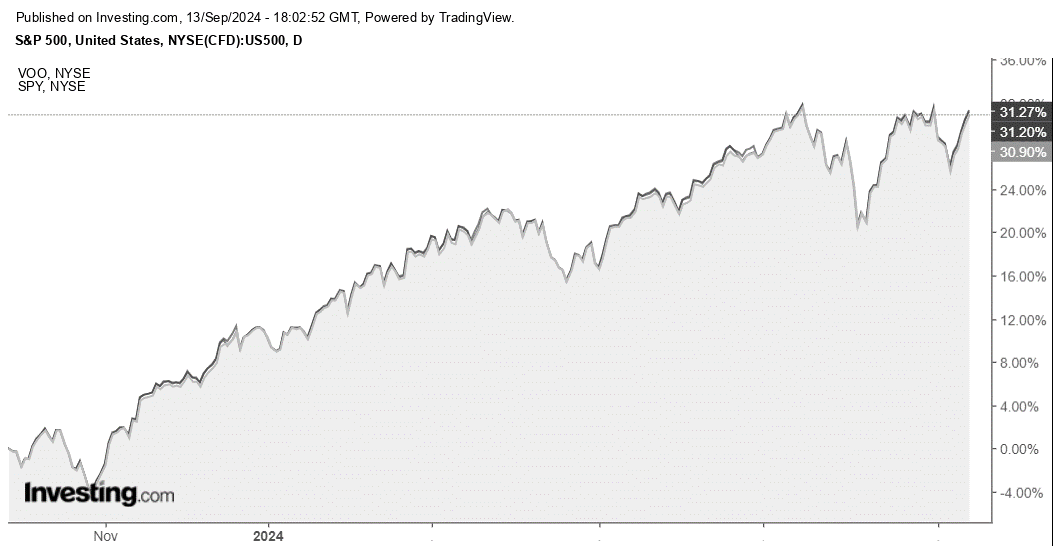 Published on Investing.com, 13/Sep/2024 - 18:02:52 GMT, Powered by TradingView.
S&P 500, United States, NYSE(CFD):US500, D
VOO, NYSE
SPY, NYSE
36.00%
31.27%
31.20%
30.90%
24.00%
20.00%
16.00%
12.00%
8.00%
4.00%
0.00%
-4.00%
Investing.com
Nov
2024